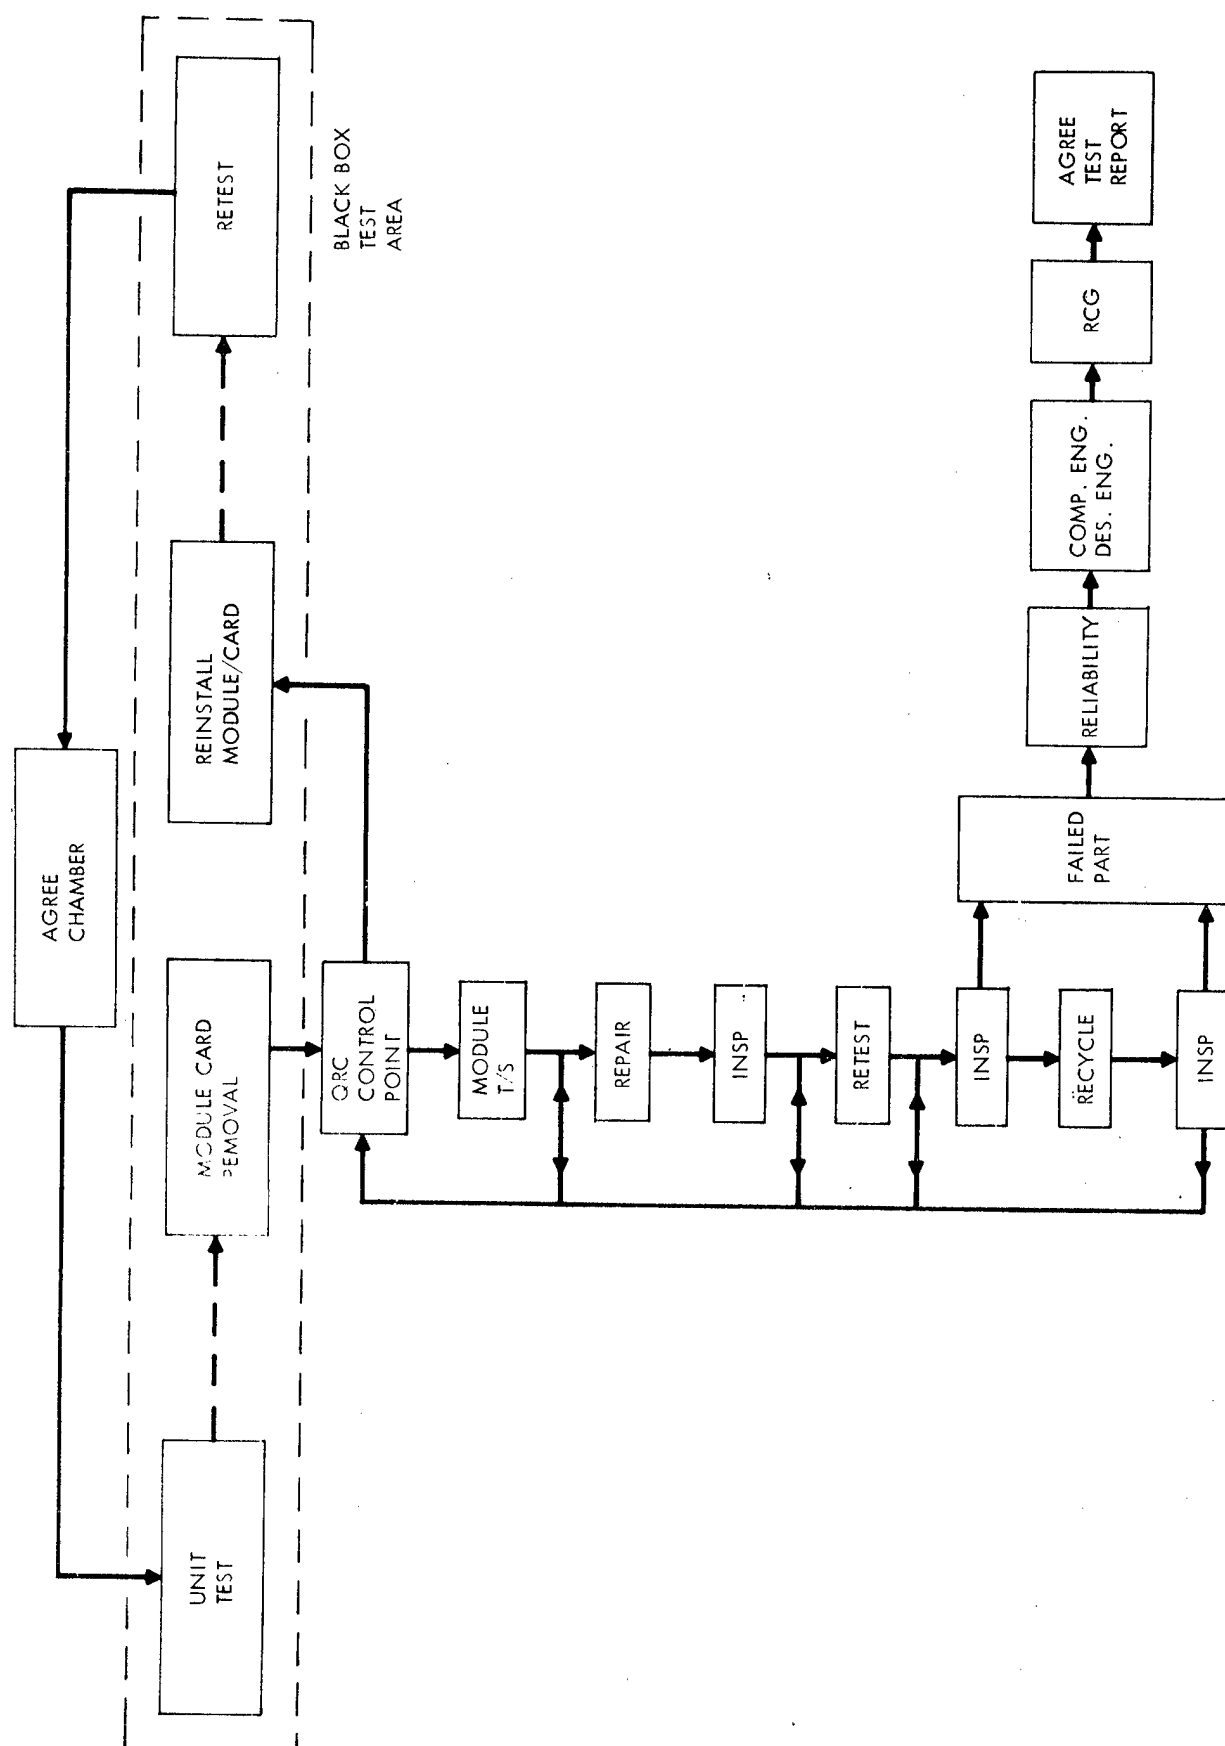 AGREE
CHAMBER
UNIT
TEST
MODULE CARD
REMOVAL
REINSTALL
MODULE/CARD
RETEST
BLACK BOX
TEST
AREA
QRC
CONTROL
POINT
MODULE
T/S
REPAIR
INSP
RETEST
INSP
RECYCLE
INSP
FAILED
PART
RELIABILITY
COMP. ENG.
DES. ENG.
RCG
AGREE
TEST
REPORT